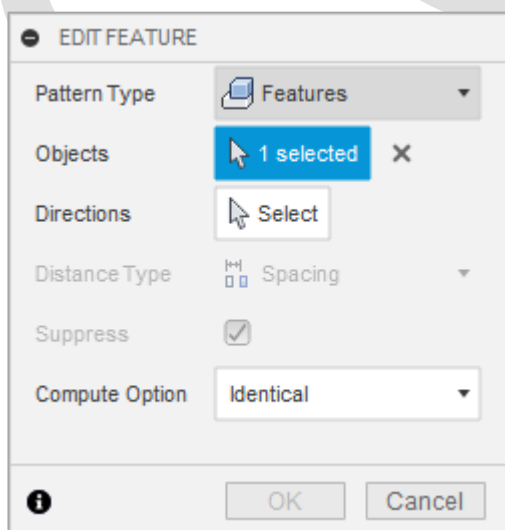 EDIT FEATURE
Pattern Type Features
Objects 1 selected
Directions Select
Distance Type Spacing
Suppress
Compute Option Identical
OK Cancel